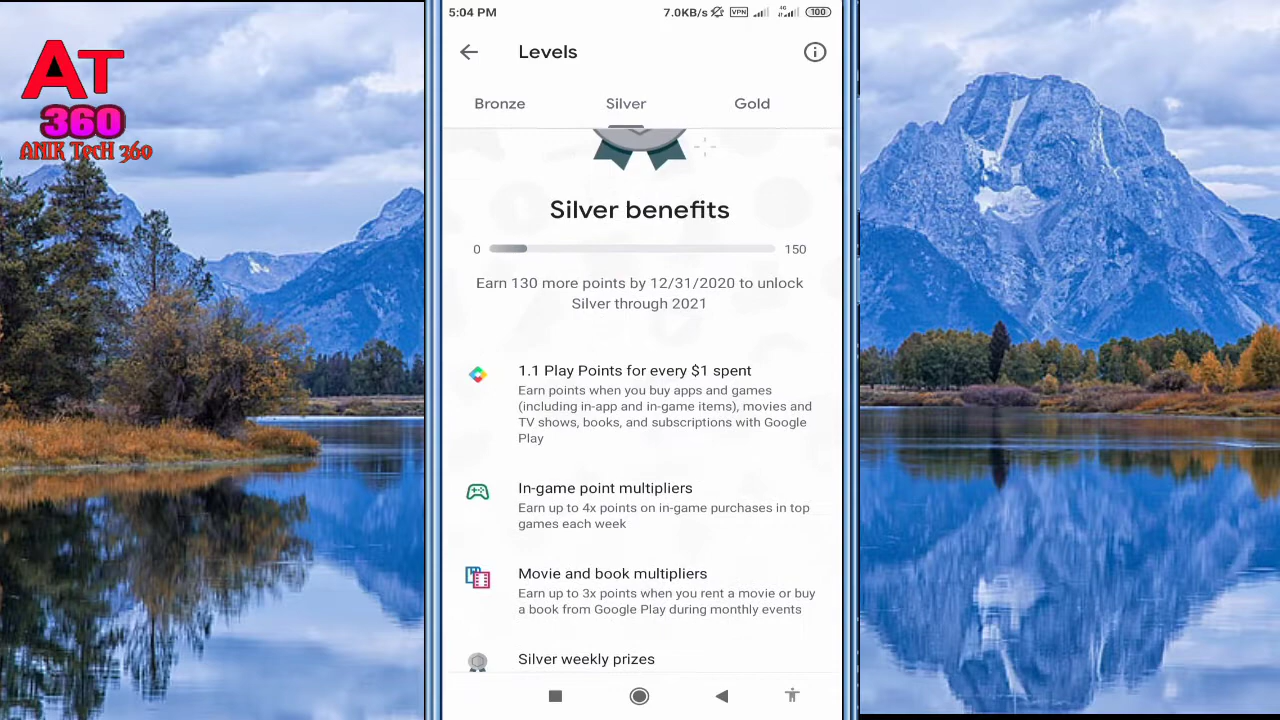 AT
360
ANIK TecH 360
5:04 PM
7.0KB/s VPN 4G 100
Levels
Bronze Silver Gold
Silver benefits
0 150
Earn 130 more points by 12/31/2020 to unlock
Silver through 2021
1.1 Play Points for every $1 spent
Earn points when you buy apps and games
(including in-app and in-game items), movies and
TV shows, books, and subscriptions with Google
Play
In-game point multipliers
Earn up to 4x points on in-game purchases in top
games each week
Movie and book multipliers
Earn up to 3x points when you rent a movie or buy
a book from Google Play during monthly events
Silver weekly prizes